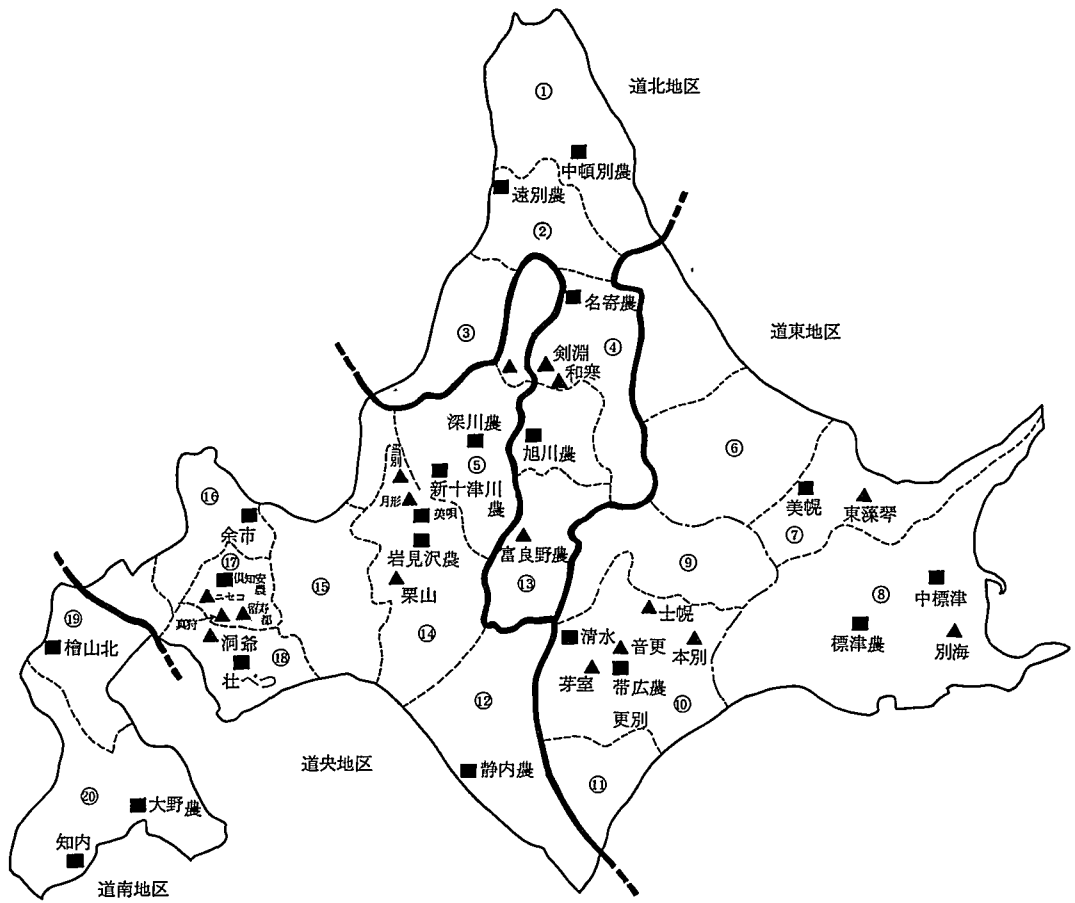 ①
道北地区
中頓別農
遠別農
②
名寄農
道東地区
③
④
剣淵
和寒
深川農
旭川農
⑤
新十津川
農
月形
美唄
岩見沢農
栗山
富良野農
⑬
⑥
美幌
東藻琴
⑦
⑨
⑧
中標津
標津農
別海
⑯
余市
⑰
倶知安
農
ニセコ
真狩
留寿
都
洞爺
壮ベつ
⑱
⑮
⑭
⑲
檜山北
士幌
清水
音更
本別
芽室
帯広農
⑩
更別
⑫
静内農
⑪
道央地区
⑳
大野農
知内
道南地区